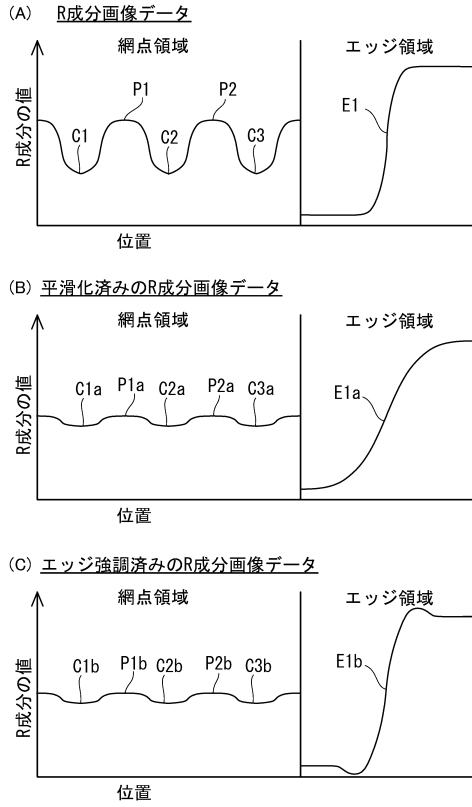 (A) R成分画像データ
網点領域
エッジ領域
P1
P2
E1
C1
C2
C3
R成分の値
位置
(B) 平滑化済みのR成分画像データ
網点領域
エッジ領域
C1a
P1a
C2a
P2a
C3a
E1a
R成分の値
位置
(C) エッジ強調済みのR成分画像データ
網点領域
エッジ領域
C1b
P1b
C2b
P2b
C3b
E1b
R成分の値
位置